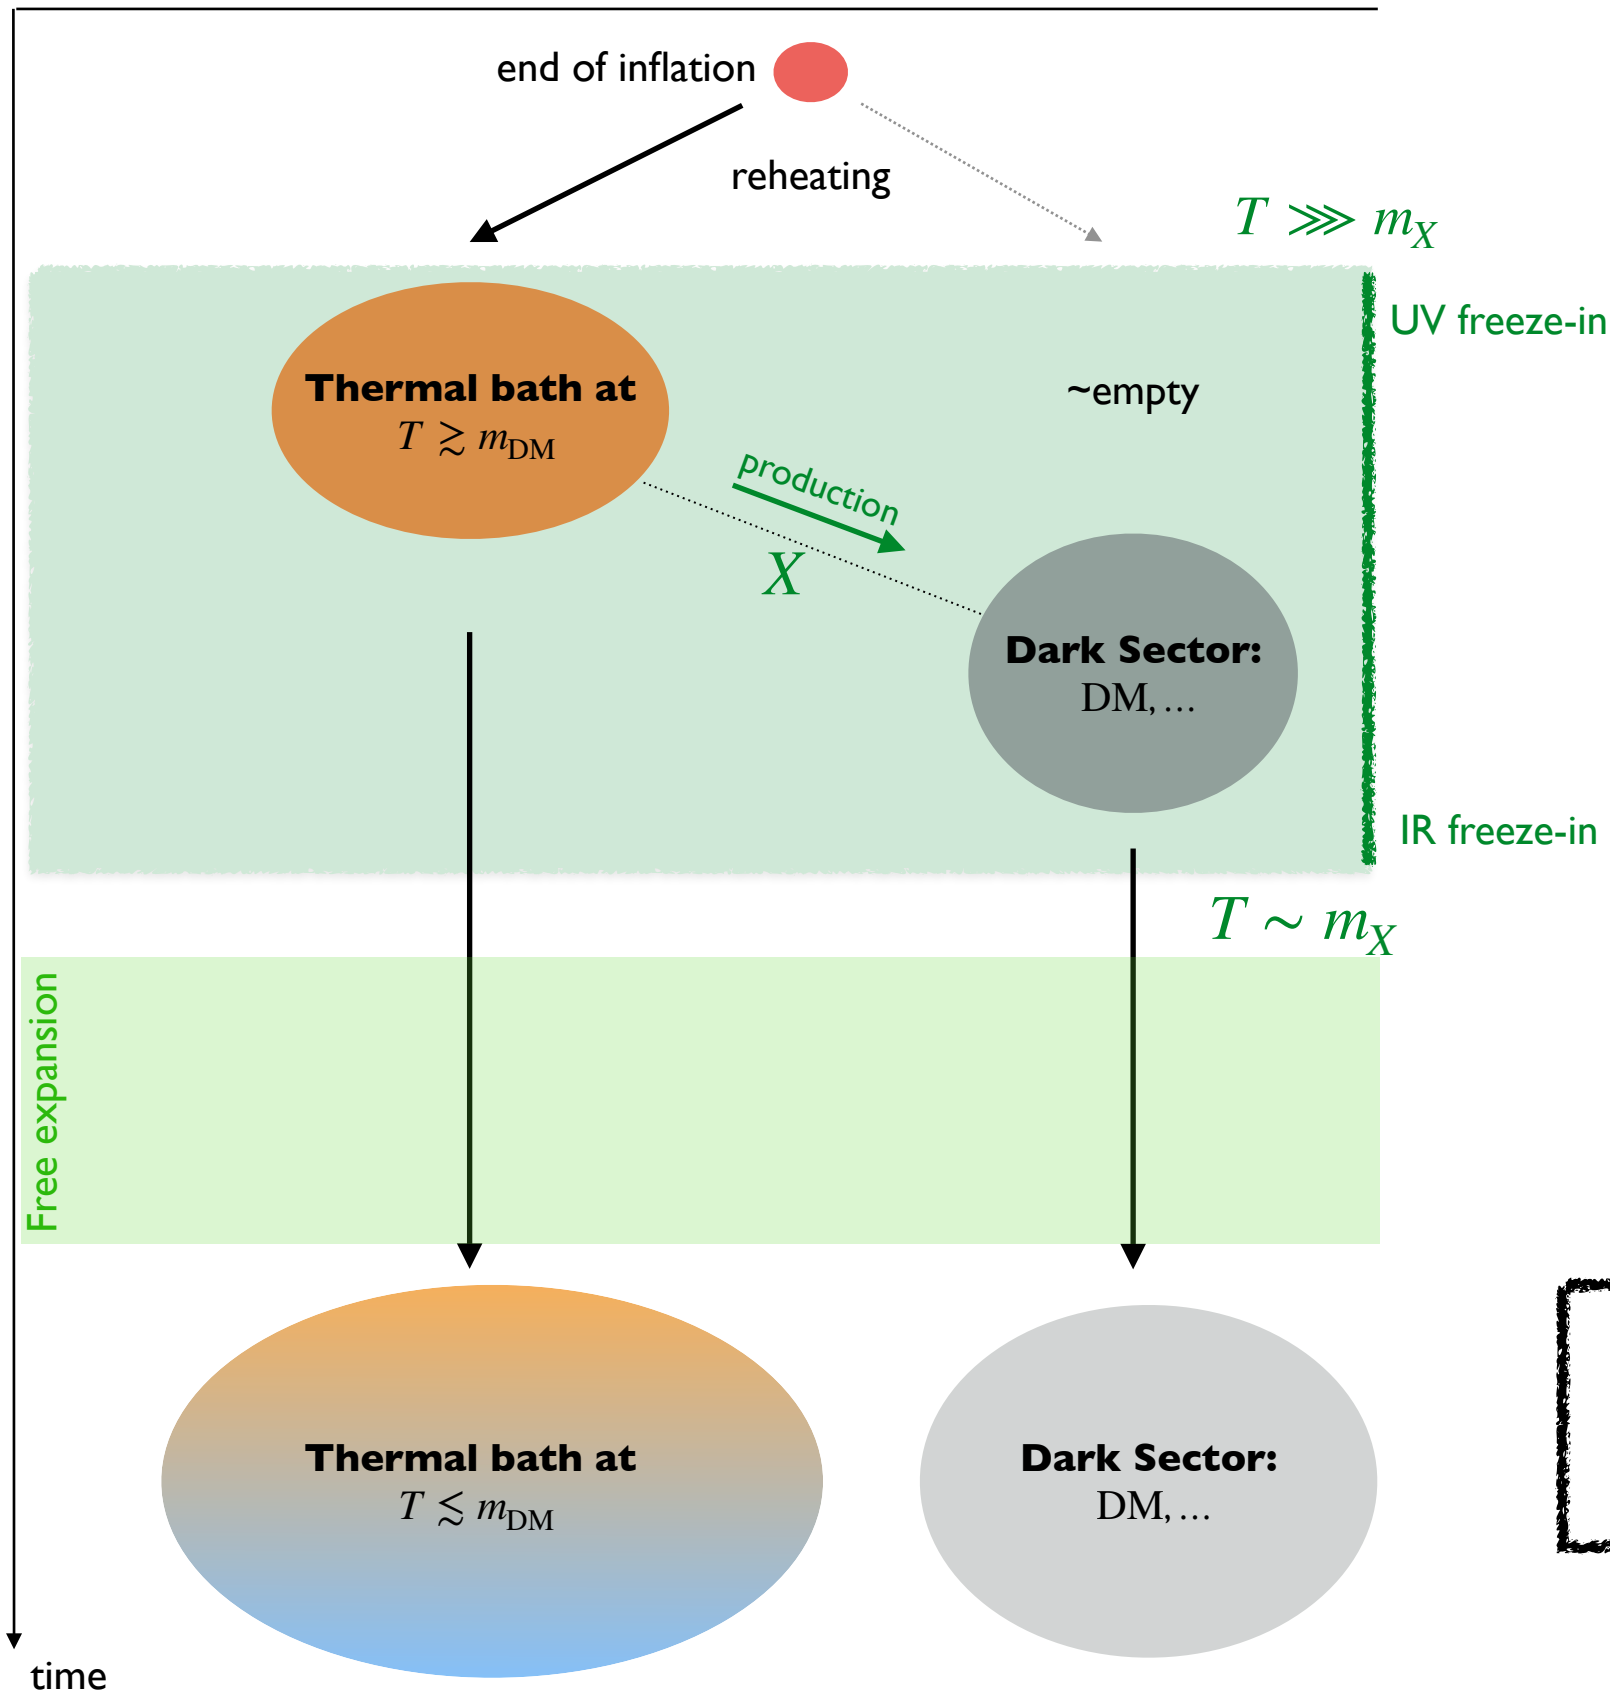 end of inflation
reheating
T ⋙ m_X
UV freeze-in
Thermal bath at
T ≳ m_DM
~empty
production
X
Dark Sector:
DM, …
IR freeze-in
T ∼ m_X
Free expansion
Thermal bath at
T ≲ m_DM
Dark Sector:
DM, …
time